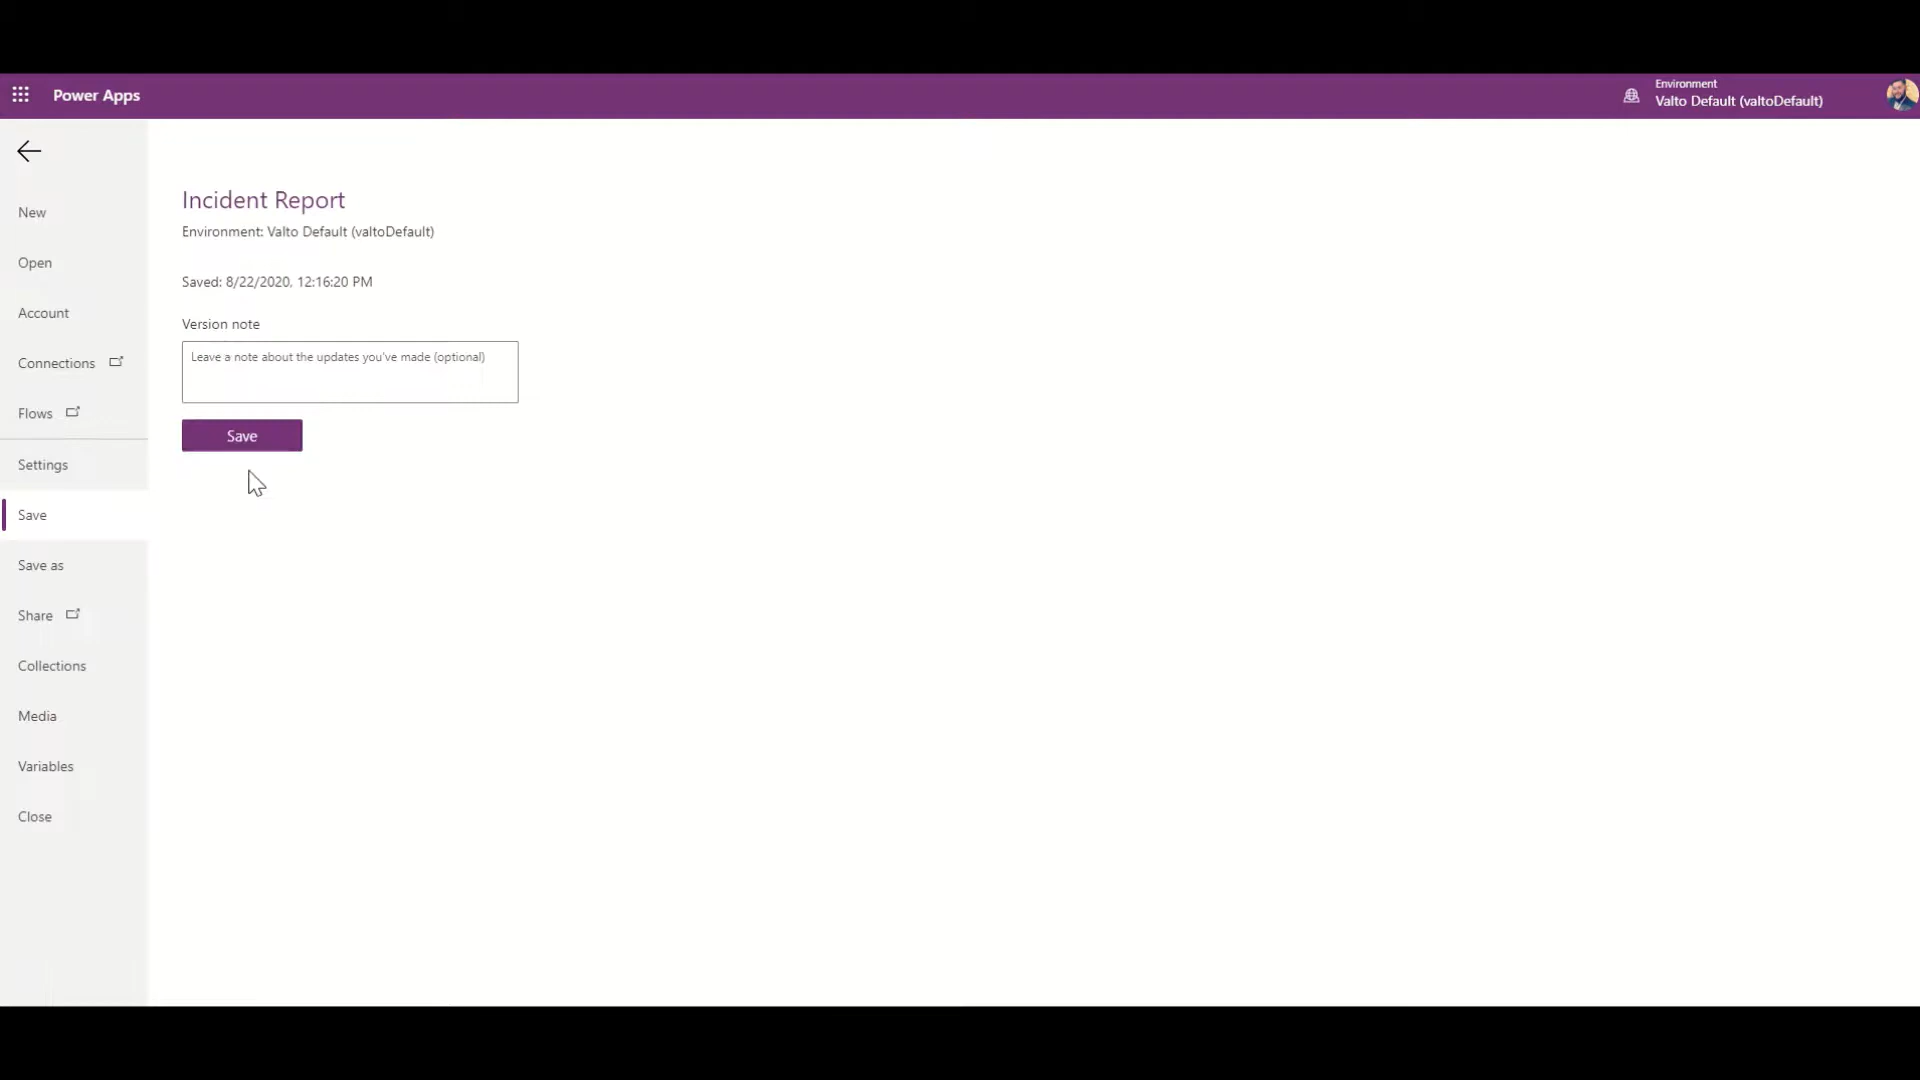 Power Apps
Environment
Valto Default (valtoDefault)
New
Open
Account
Connections
Flows
Settings
Save
Save as
Share
Collections
Media
Variables
Close
Incident Report
Environment: Valto Default (valtoDefault)
Saved: 8/22/2020, 12:16:20 PM
Version note
Leave a note about the updates you've made (optional)
Save